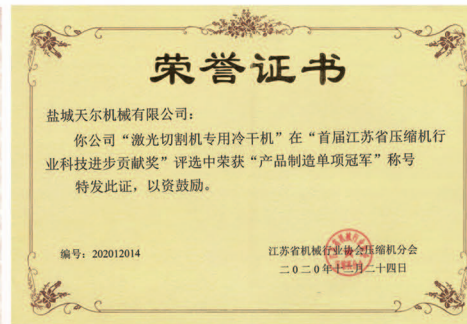 荣誉证书
盐城天尔机械有限公司：
你公司“激光切割机专用冷干机”在“首届江苏省压缩机行
业科技进步贡献奖”评选中荣获“产品制造单项冠军”称号
特发此证，以资鼓励。
编号：202012014
江苏省机械行业协会压缩机分会
二〇二〇年十二月二十四日